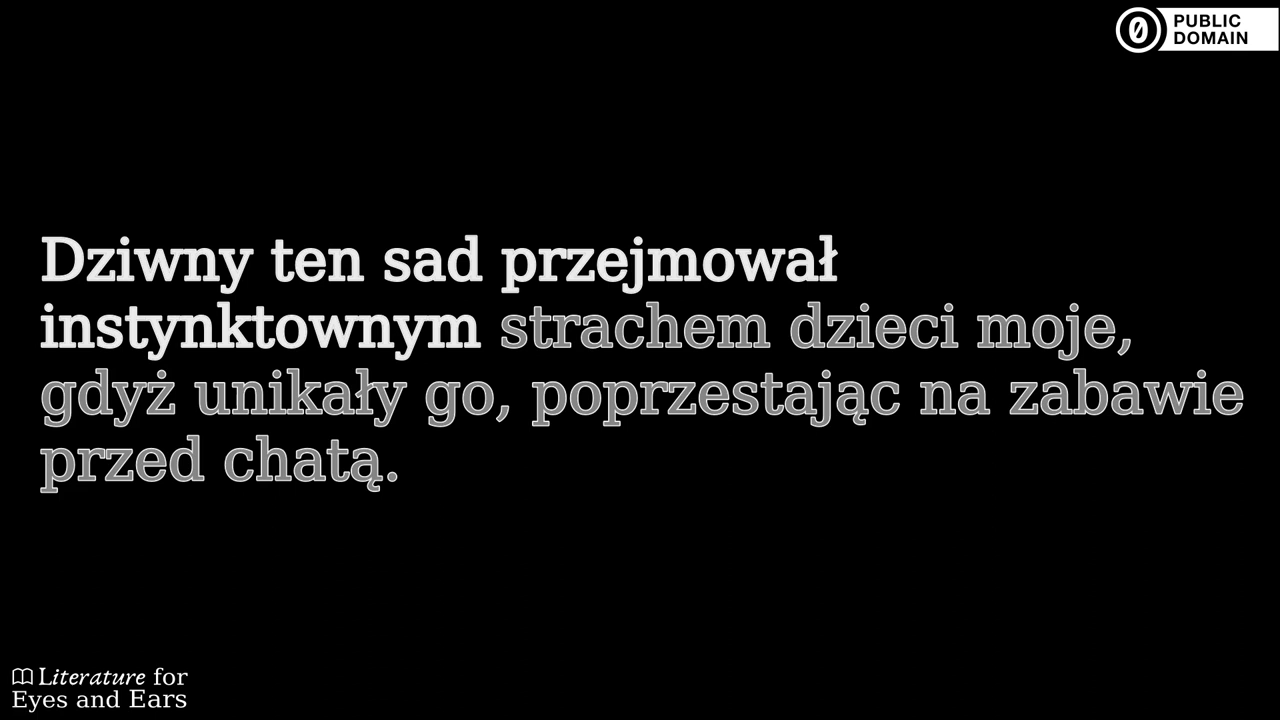 PUBLIC
DOMAIN
Dziwny ten sad przejmował
instynktownym strachem dzieci moje,
gdyż unikały go, poprzestając na zabawie
przed chatą.
Literature for
Eyes and Ears